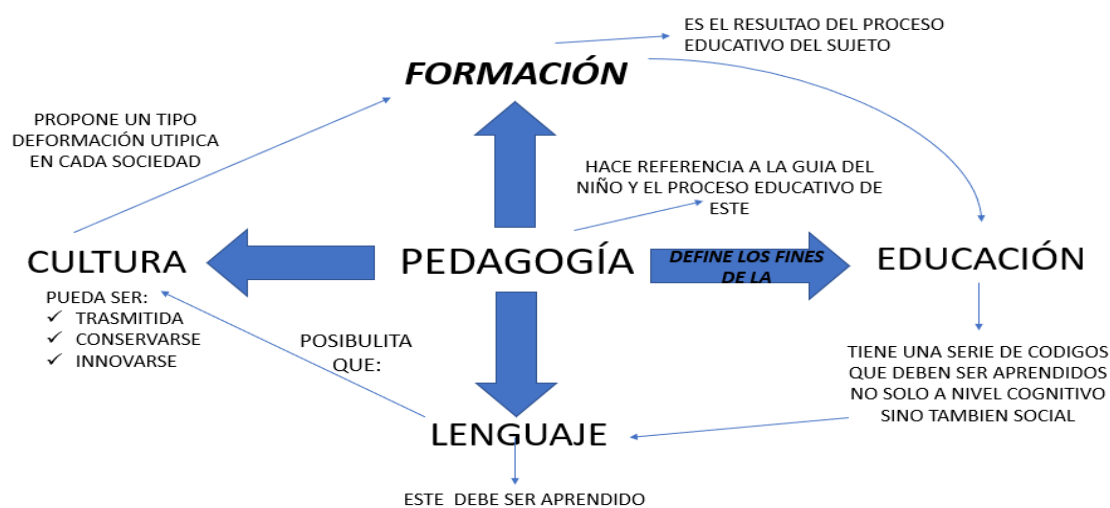 ES EL RESULTAO DEL PROCESO
EDUCATIVO DEL SUJETO
FORMACIÓN
PROPONE UN TIPO
DEFORMACIÓN UTIPICA
EN CADA SOCIEDAD
HACE REFERENCIA A LA GUIA DEL
NIÑO Y EL PROCESO EDUCATIVO DE
ESTE
CULTURA
PEDAGOGÍA
DEFINE LOS FINES
DE LA
EDUCACIÓN
PUEDA SER:
✓ TRASMITIDA
✓ CONSERVARSE
✓ INNOVARSE
POSIBULITA
QUE:
TIENE UNA SERIE DE CODIGOS
QUE DEBEN SER APRENDIDOS
NO SOLO A NIVEL COGNITIVO
SINO TAMBIEN SOCIAL
LENGUAJE
ESTE DEBE SER APRENDIDO